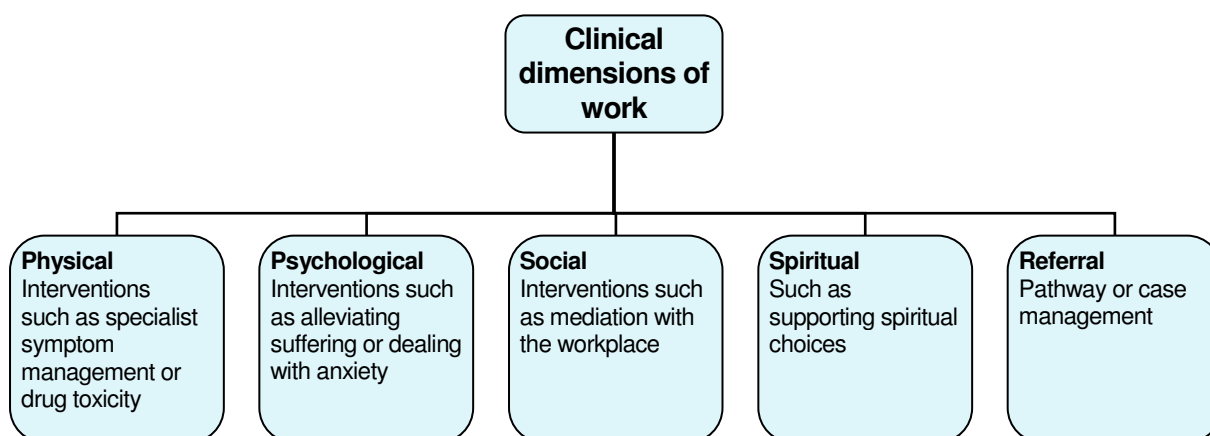 Clinical
dimensions of
work
Physical
Interventions
such as specialist
symptom
management or
drug toxicity
Psychological
Interventions such
as alleviating
suffering or dealing
with anxiety
Social
Interventions such
as mediation with
the workplace
Spiritual
Such as
supporting spiritual
choices
Referral
Pathway or case
management